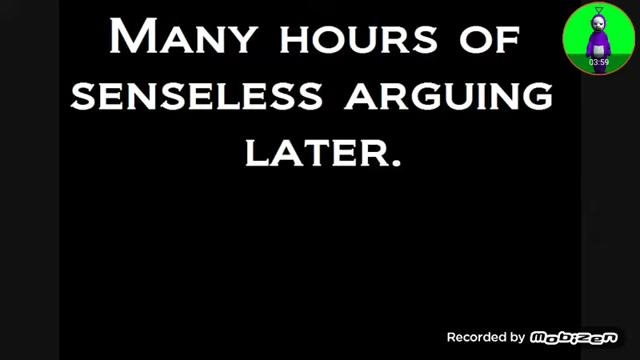 Many hours of
senseless arguing
later.
03:59
Recorded by mobizen